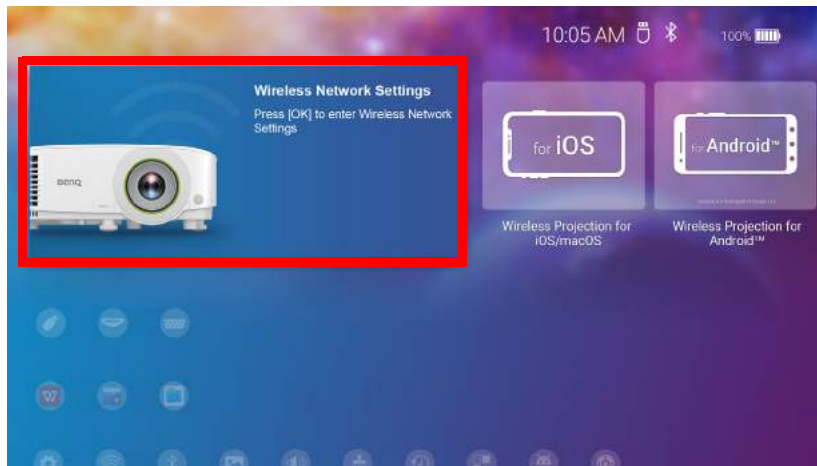 10:05 AM
100%
Wireless Network Settings
Press [OK] to enter Wireless Network
Settings
BenQ
for iOS
for Android™
Wireless Projection for
iOS/macOS
Wireless Projection for
Android™
W